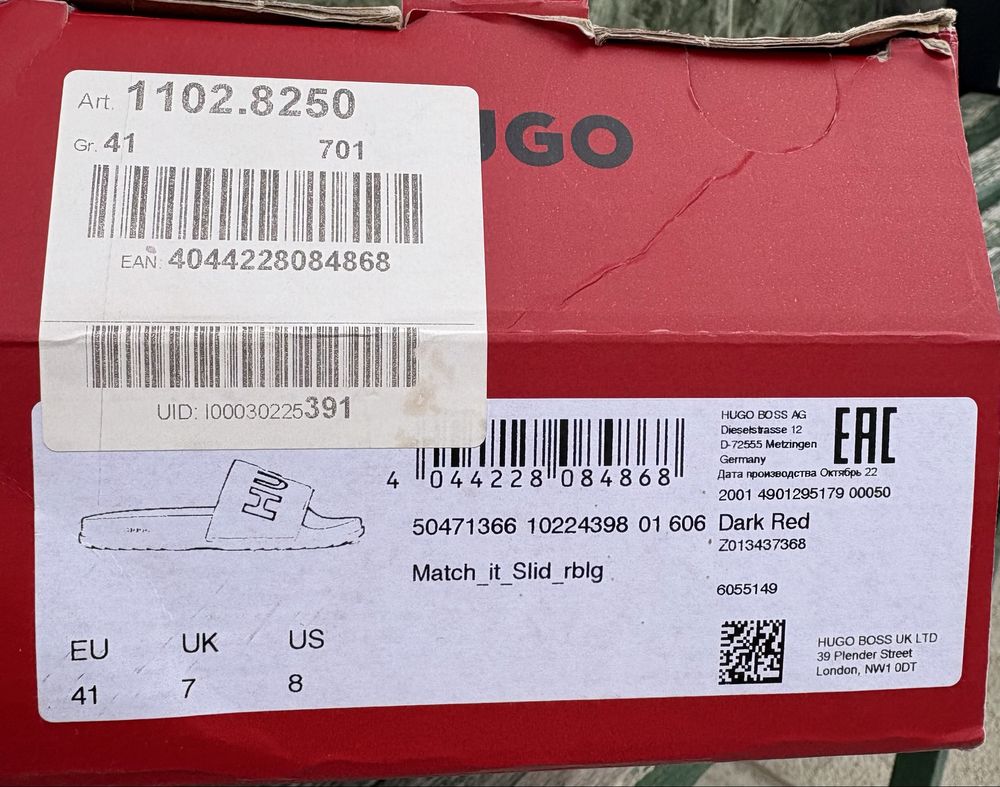 Art. 1102.8250
Gr. 41 701
EAN: 4044228084868
UID: I00030225391
UGO
4 044228 084868
50471366 10224398 01 606
Match_it_Slid_rblg
HUGO BOSS AG
Dieselstrasse 12
D-72555 Metzingen
Germany
EAC
Дата производства Октябрь 22
2001 4901295179 00050
Dark Red
Z013437368
6055149
HUGO BOSS UK LTD
39 Plender Street
London, NW1 0DT
HU
EU UK US
41 7 8